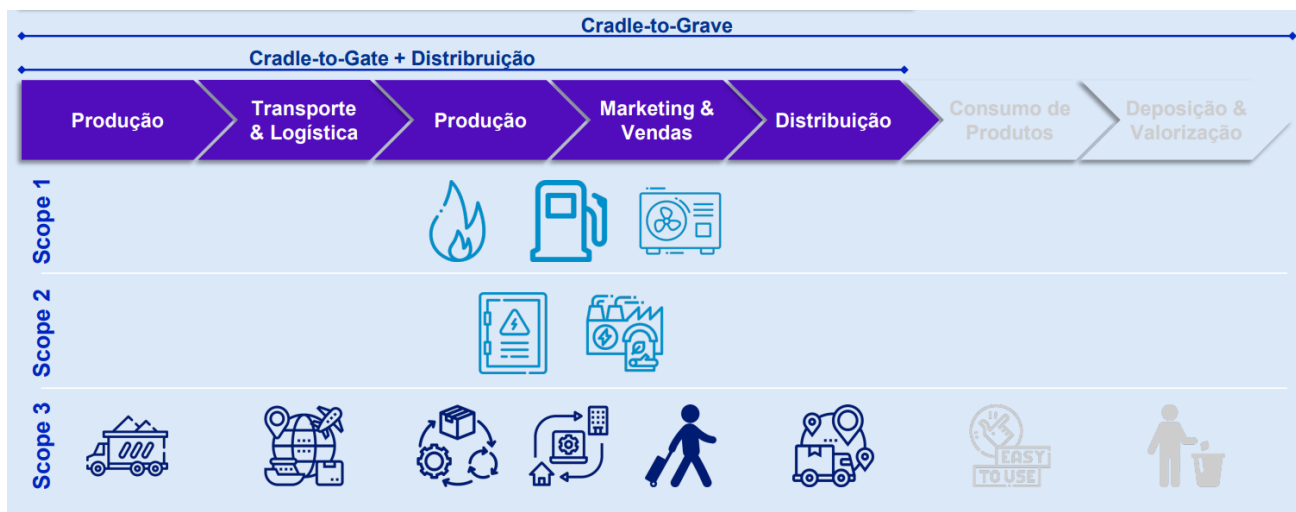 Cradle-to-Grave
Cradle-to-Gate + Distribruição
Produção
Transporte
& Logística
Produção
Marketing &
Vendas
Distribuição
Consumo de
Produtos
Deposição &
Valorização
Scope 1
Scope 2
Scope 3
EASY
TO USE